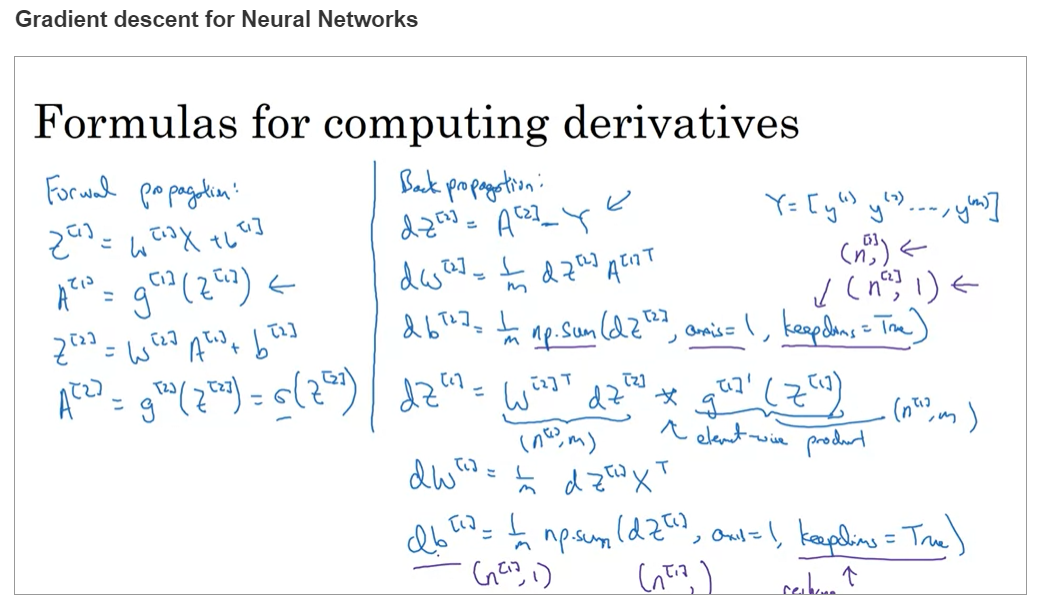 Gradient descent for Neural Networks
Formulas for computing derivatives
Forwad propagation:
Z^[1] = W^[1] X + b^[1]
A^[1] = g^[1](Z^[1]) ←
Z^[2] = W^[2] A^[1] + b^[2]
A^[2] = g^[2](Z^[2]) = σ(Z^[2])
Back propagation:
dZ^[2] = A^[2] - Y ↙
Y = [y^(1) y^(2) ...., y^(m)]
dW^[2] = 1/m dZ^[2] A^[1]T
(n^[2],) ←
↓ (n^[2], 1) ←
db^[2] = 1/m np.sum(dZ^[2], axis=1, keepdims=True)
dZ^[1] = W^[2]T dZ^[2] * g^[1]'(Z^[1])
(n^[1], m) ↑ element-wise product (n^[1], m)
dW^[1] = 1/m dZ^[1] X^T
db^[1] = 1/m np.sum(dZ^[1], axis=1, keepdims=True)
(n^[1], 1) (n^[1],) ↑